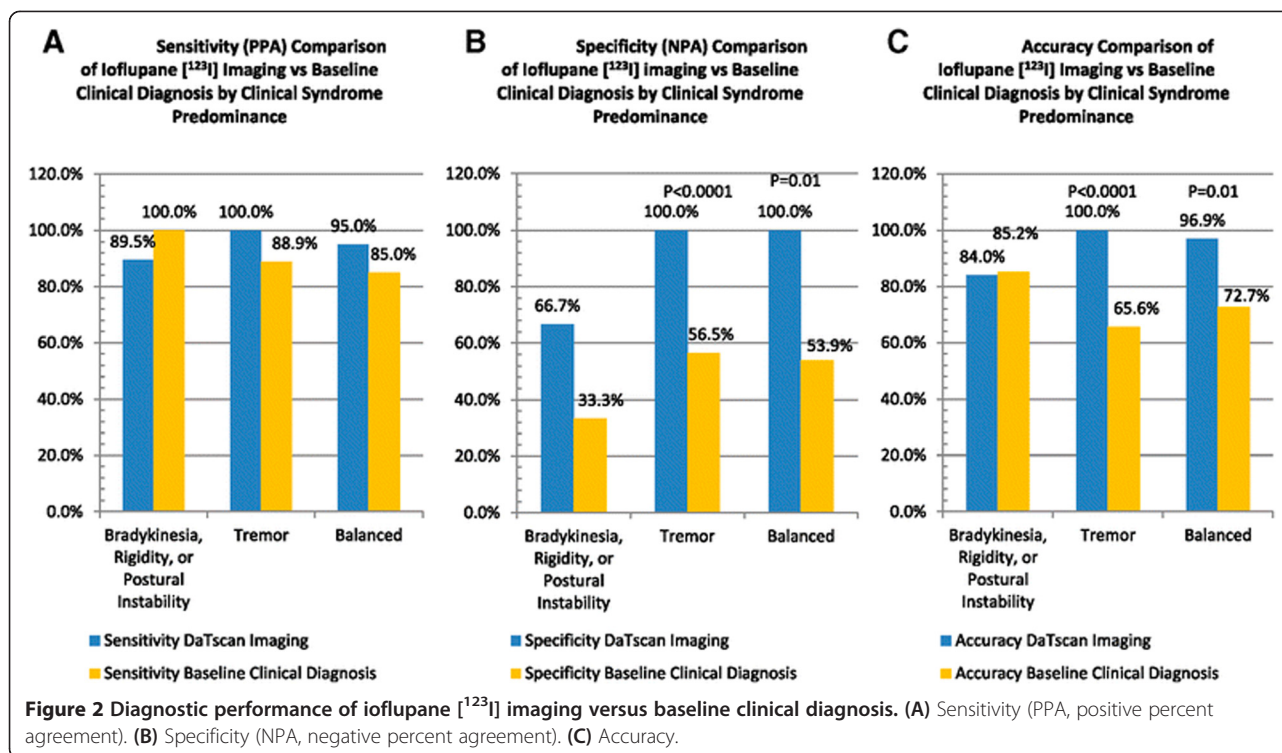 A
Sensitivity (PPA) Comparison
of Ioflupane [¹²³I] Imaging vs Baseline
Clinical Diagnosis by Clinical Syndrome
Predominance
120.0%
100.0%
80.0%
60.0%
40.0%
20.0%
0.0%
89.5%
100.0%
100.0%
88.9%
95.0%
85.0%
Bradykinesia,
Rigidity, or
Postural
Instability
Tremor
Balanced
Sensitivity DaTscan Imaging
Sensitivity Baseline Clinical Diagnosis
B
Specificity (NPA) Comparison
of Ioflupane [¹²³I] imaging vs Baseline
Clinical Diagnosis by Clinical Syndrome
Predominance
120.0%
100.0%
80.0%
60.0%
40.0%
20.0%
0.0%
66.7%
33.3%
P<0.0001
100.0%
56.5%
P=0.01
100.0%
53.9%
Bradykinesia,
Rigidity, or
Postural
Instability
Tremor
Balanced
Specificity DaTscan Imaging
Specificity Baseline Clinical Diagnosis
C
Accuracy Comparison of
Ioflupane [¹²³I] Imaging vs Baseline
Clinical Diagnosis by Clinical Syndrome
Predominance
120.0%
100.0%
80.0%
60.0%
40.0%
20.0%
0.0%
84.0%
85.2%
P<0.0001
100.0%
65.6%
P=0.01
96.9%
72.7%
Bradykinesia,
Rigidity, or
Postural
Instability
Tremor
Balanced
Accuracy DaTscan Imaging
Accuracy Baseline Clinical Diagnosis
Figure 2 Diagnostic performance of ioflupane [¹²³I] imaging versus baseline clinical diagnosis. (A) Sensitivity (PPA, positive percent
agreement). (B) Specificity (NPA, negative percent agreement). (C) Accuracy.